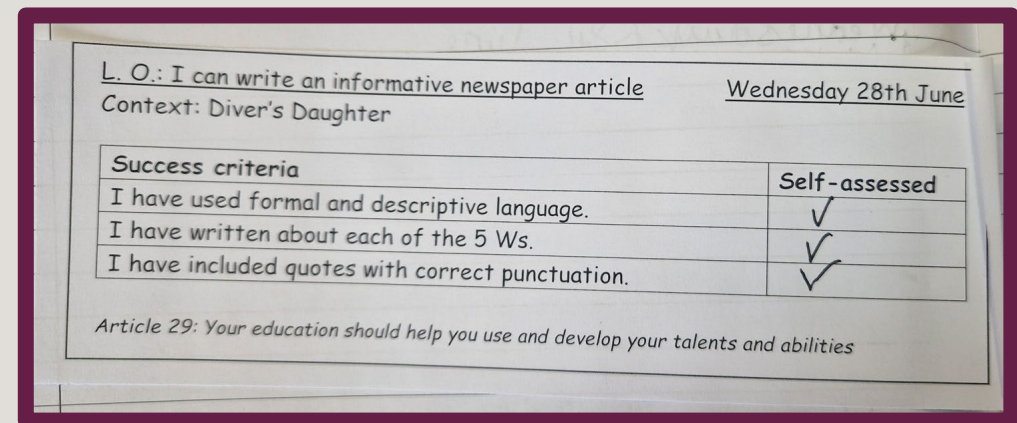 L. O.: I can write an informative newspaper article Wednesday 28th June
Context: Diver's Daughter
Success criteria Self-assessed
I have used formal and descriptive language. ✓
I have written about each of the 5 Ws. ✓
I have included quotes with correct punctuation. ✓
Article 29: Your education should help you use and develop your talents and abilities